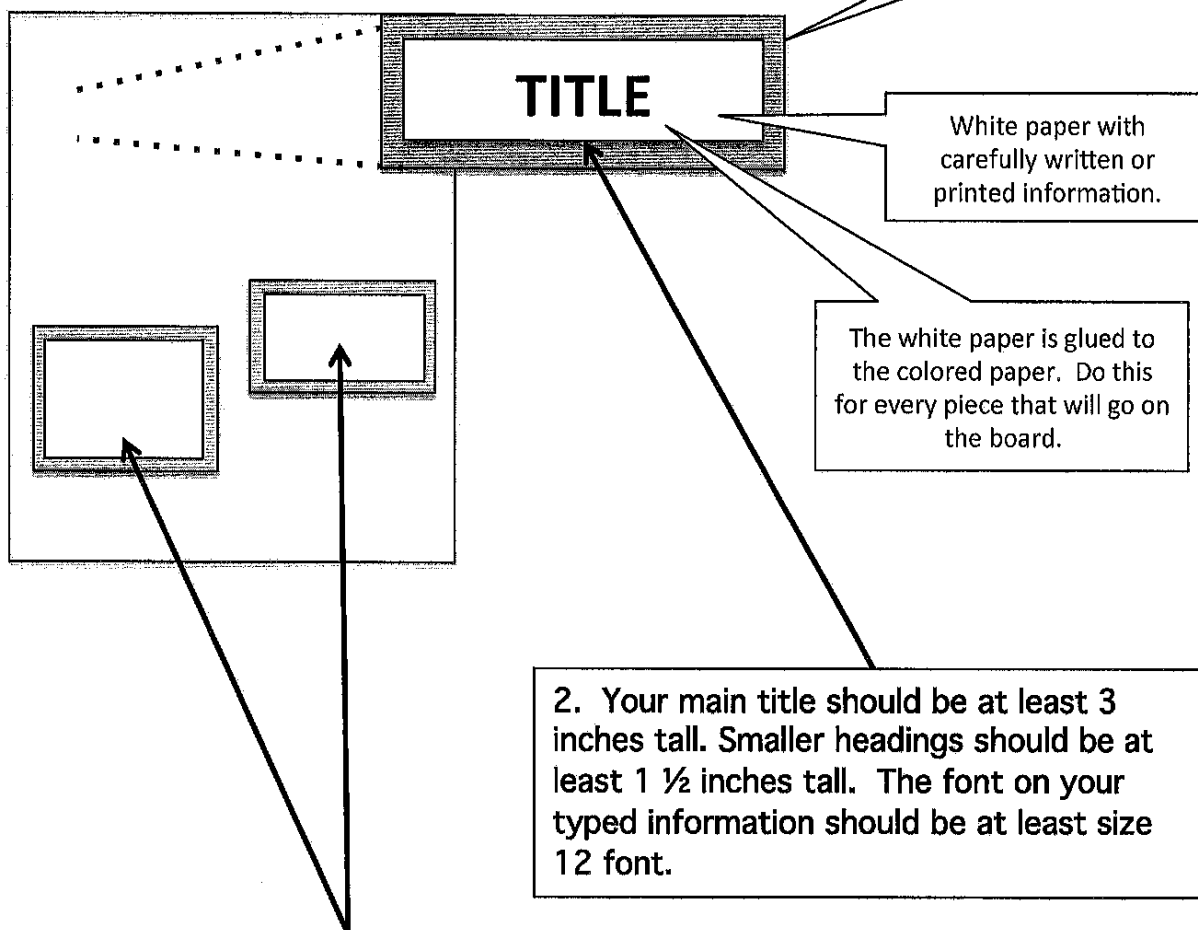 TITLE
White paper with
carefully written or
printed information.
The white paper is glued to
the colored paper.  Do this
for every piece that will go on
the board.
2.  Your main title should be at least 3
inches tall. Smaller headings should be at
least 1 ½ inches tall.  The font on your
typed information should be at least size
12 font.